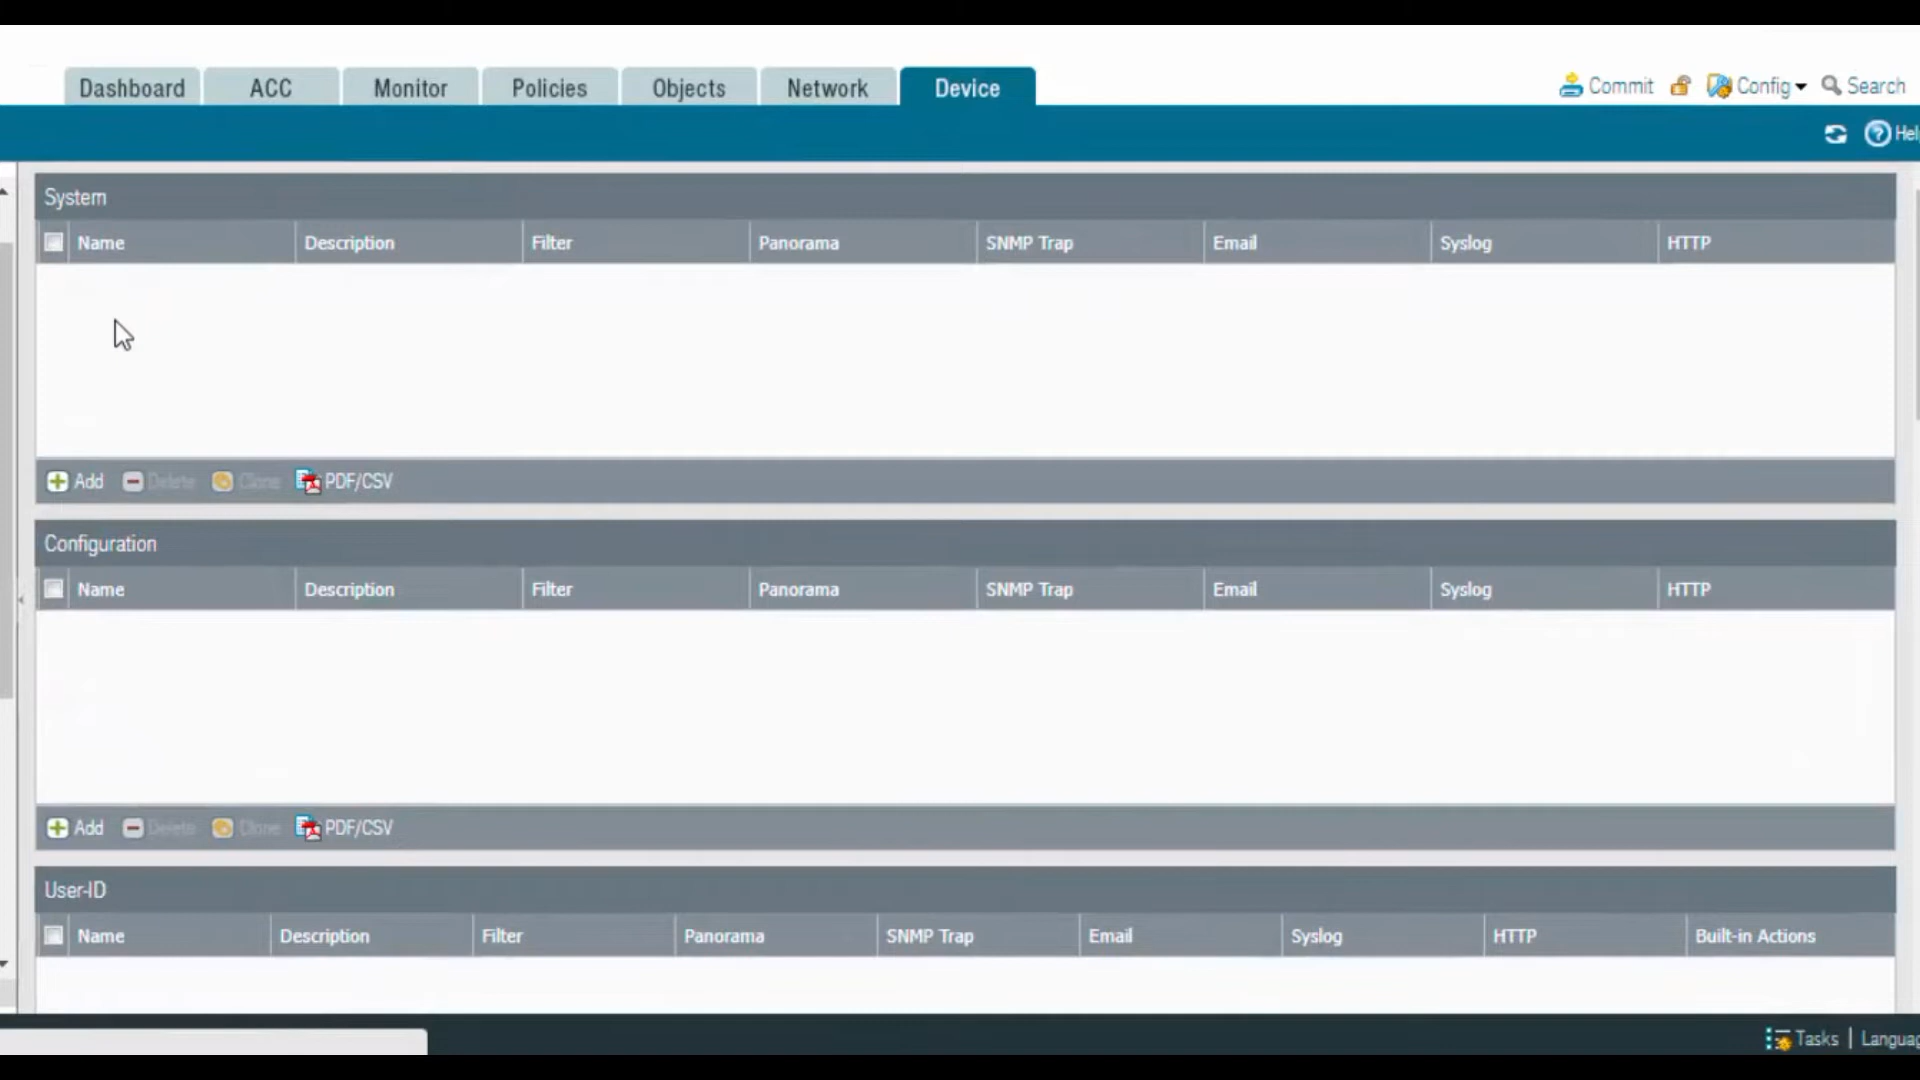 Dashboard ACC Monitor Policies Objects Network Device Commit Config Search
Hel
System
Name Description Filter Panorama SNMP Trap Email Syslog HTTP
Add Delete Clone PDF/CSV
Configuration
Name Description Filter Panorama SNMP Trap Email Syslog HTTP
Add Delete Clone PDF/CSV
User-ID
Name Description Filter Panorama SNMP Trap Email Syslog HTTP Built-in Actions
Tasks | Languag